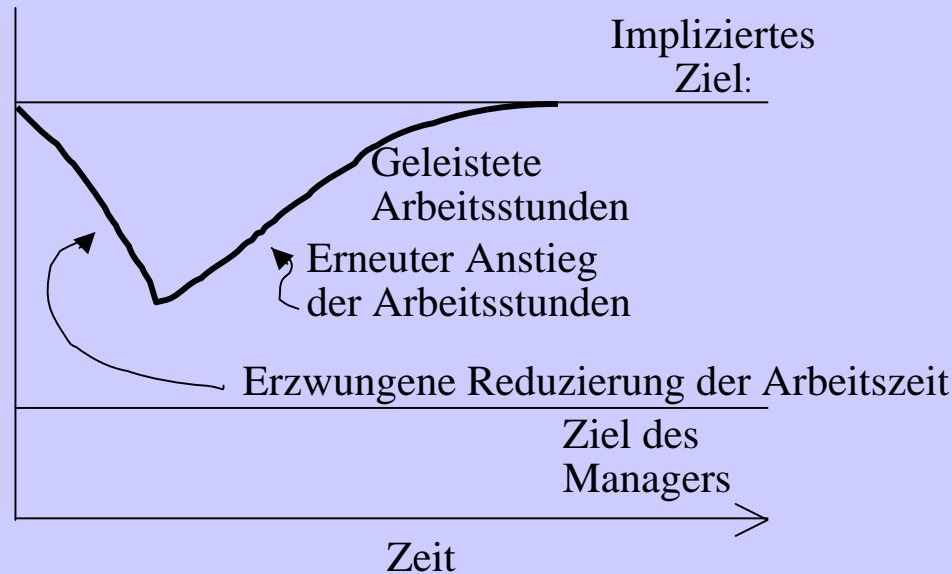 Impliziertes
Ziel:
Geleistete
Arbeitsstunden
Erneuter Anstieg
der Arbeitsstunden
Erzwungene Reduzierung der Arbeitszeit
Ziel des
Managers
Zeit